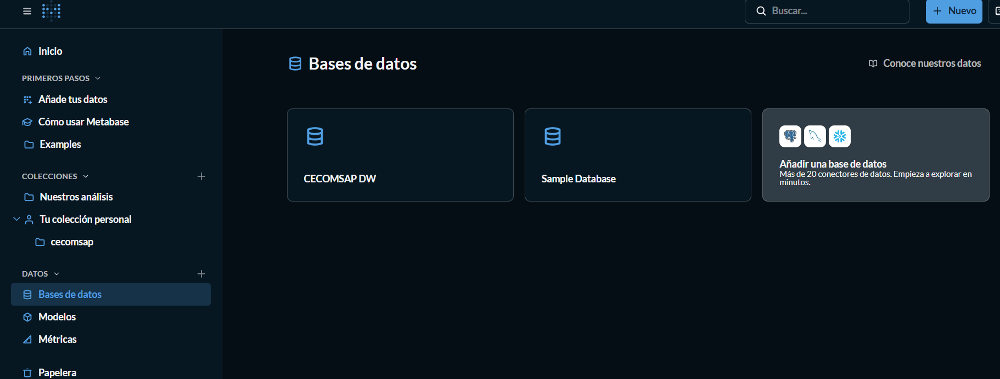 Buscar...
Nuevo
Inicio
PRIMEROS PASOS
Añade tus datos
Cómo usar Metabase
Examples
COLECCIONES
Nuestros análisis
Tu colección personal
cecomsap
DATOS
Bases de datos
Modelos
Métricas
Papelera
Bases de datos
Conoce nuestros datos
CECOMSAP DW
Sample Database
Añadir una base de datos
Más de 20 conectores de datos. Empieza a explorar en
minutos.